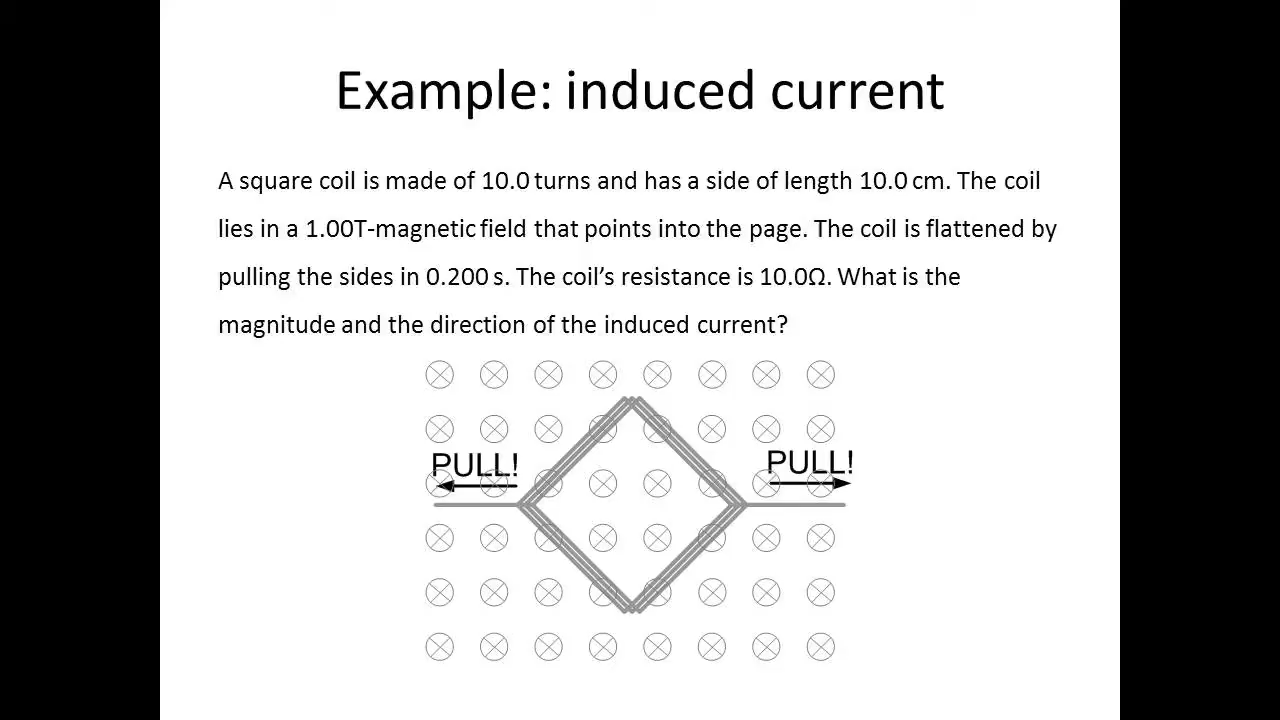 Example: induced current
A square coil is made of 10.0 turns and has a side of length 10.0 cm. The coil
lies in a 1.00T-magnetic field that points into the page. The coil is flattened by
pulling the sides in 0.200 s. The coil’s resistance is 10.0Ω. What is the
magnitude and the direction of the induced current?
PULL! PULL!